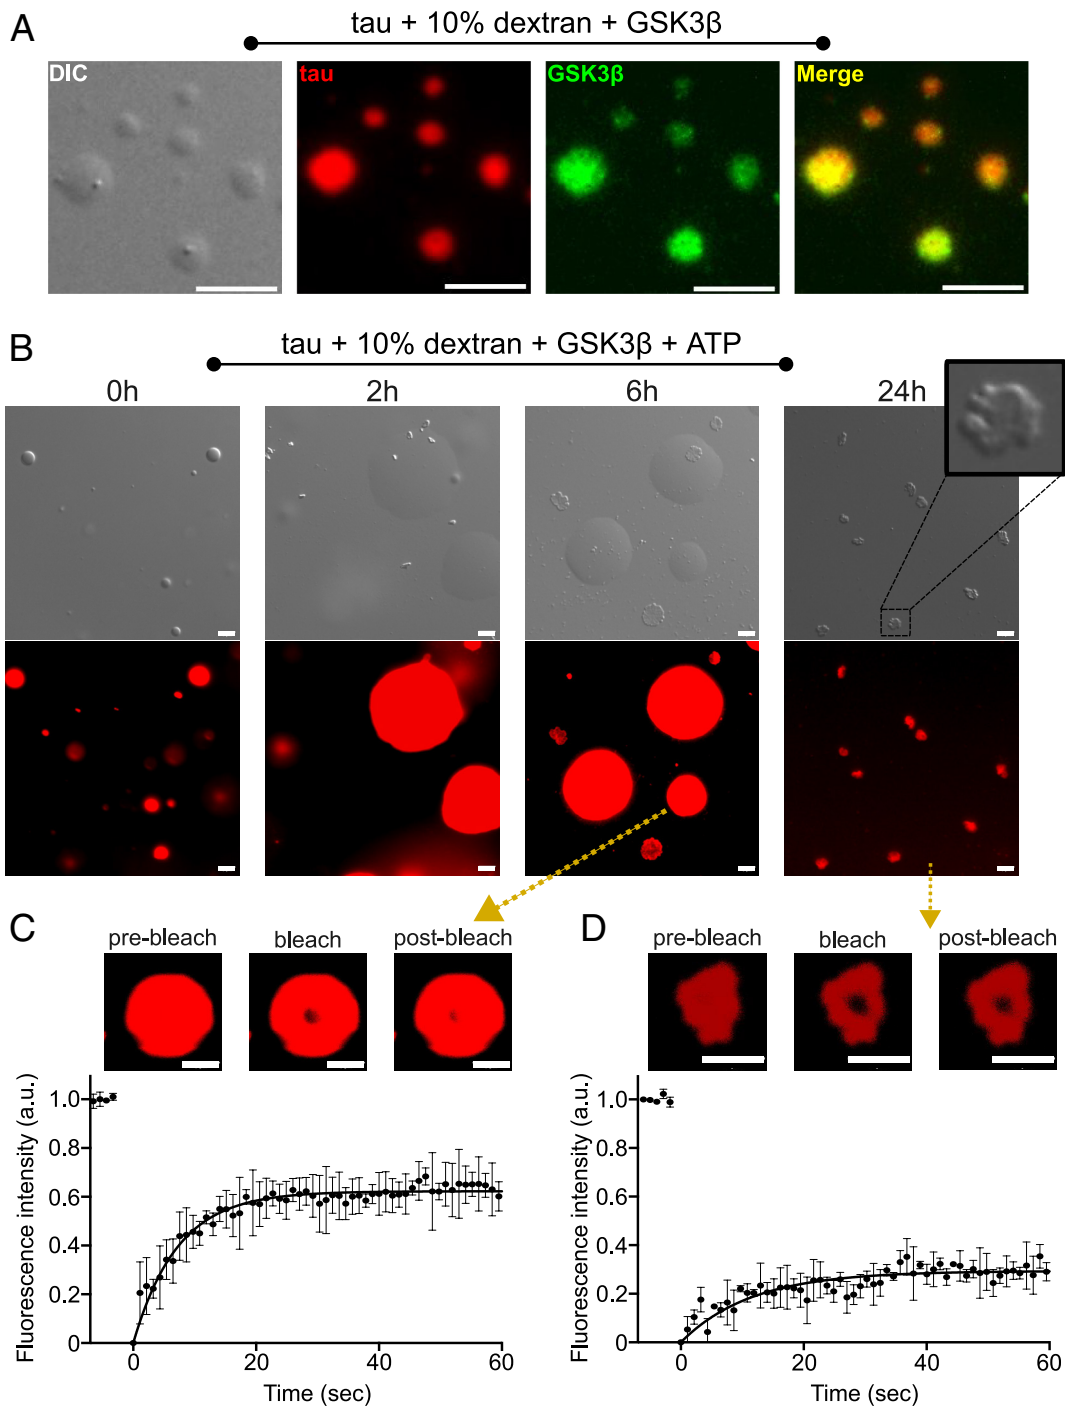 A
tau + 10% dextran + GSK3β
DIC
tau
GSK3β
Merge
B
tau + 10% dextran + GSK3β + ATP
0h
2h
6h
24h
C
pre-bleach
bleach
post-bleach
Fluorescence intensity (a.u.)
1.0
0.8
0.6
0.4
0.2
0
0
20
40
60
Time (sec)
D
pre-bleach
bleach
post-bleach
Fluorescence intensity (a.u.)
1.0
0.8
0.6
0.4
0.2
0
0
20
40
60
Time (sec)